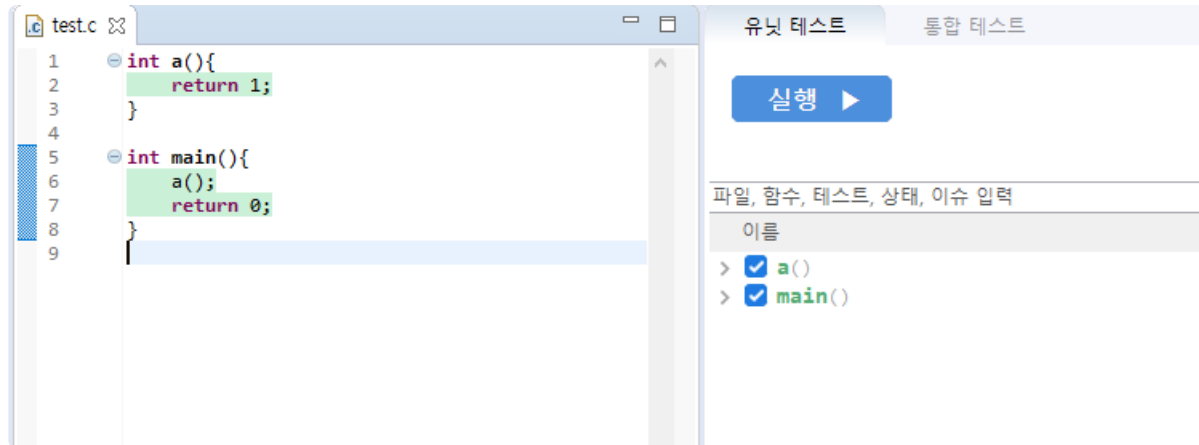 test.c
유닛 테스트
통합 테스트
1 int a(){
2 return 1;
3 }
4
5 int main(){
6 a();
7 return 0;
8 }
9
실행
파일, 함수, 테스트, 상태, 이슈 입력
이름
a()
main()